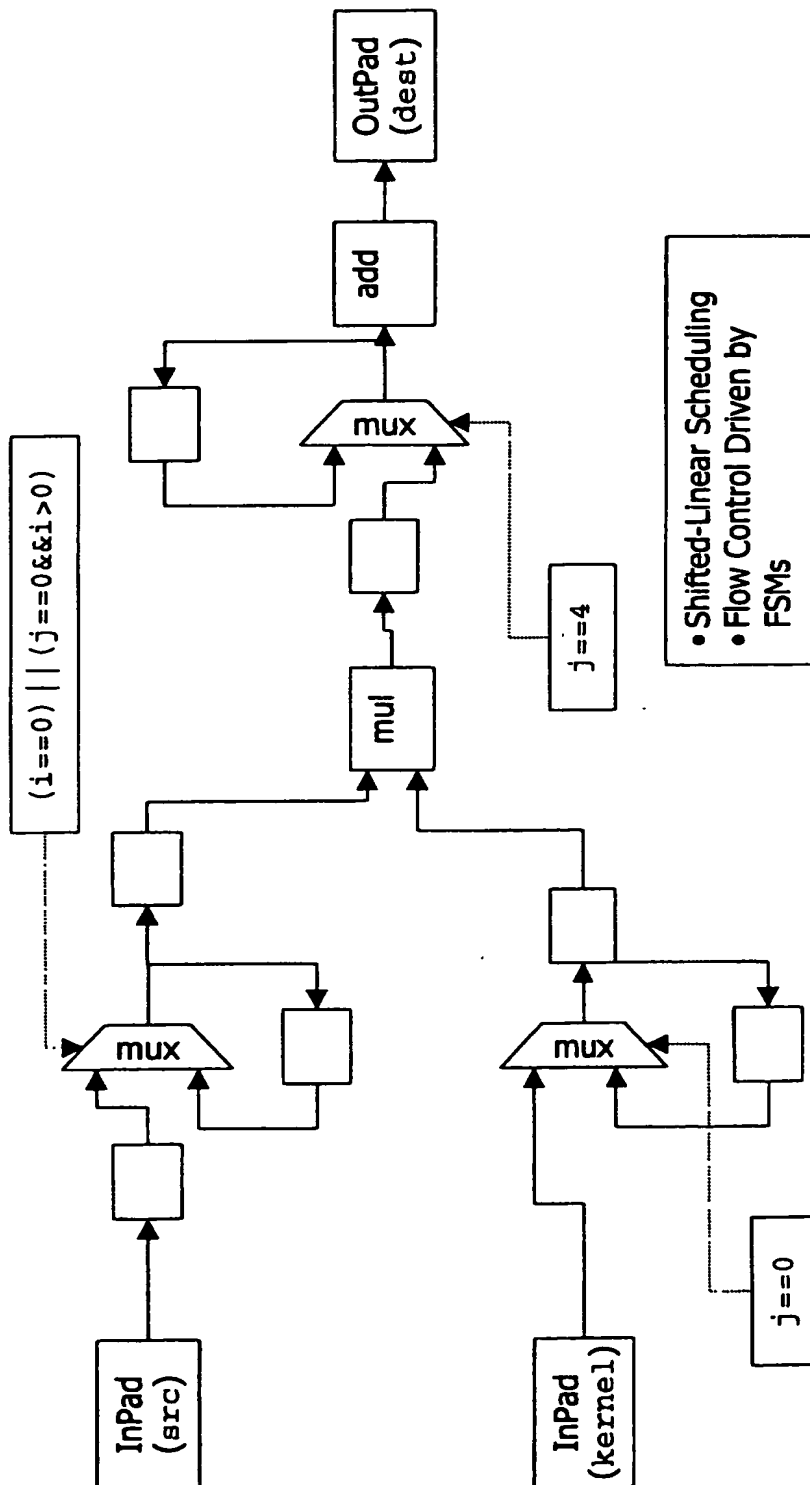 (i==0)||(j==0&&i>0)
InPad
(src)
mux
mul
mux
add
OutPad
(dest)
InPad
(kernel)
mux
j==0
j==4
• Shifted-Linear Scheduling
• Flow Control Driven by
FSMs